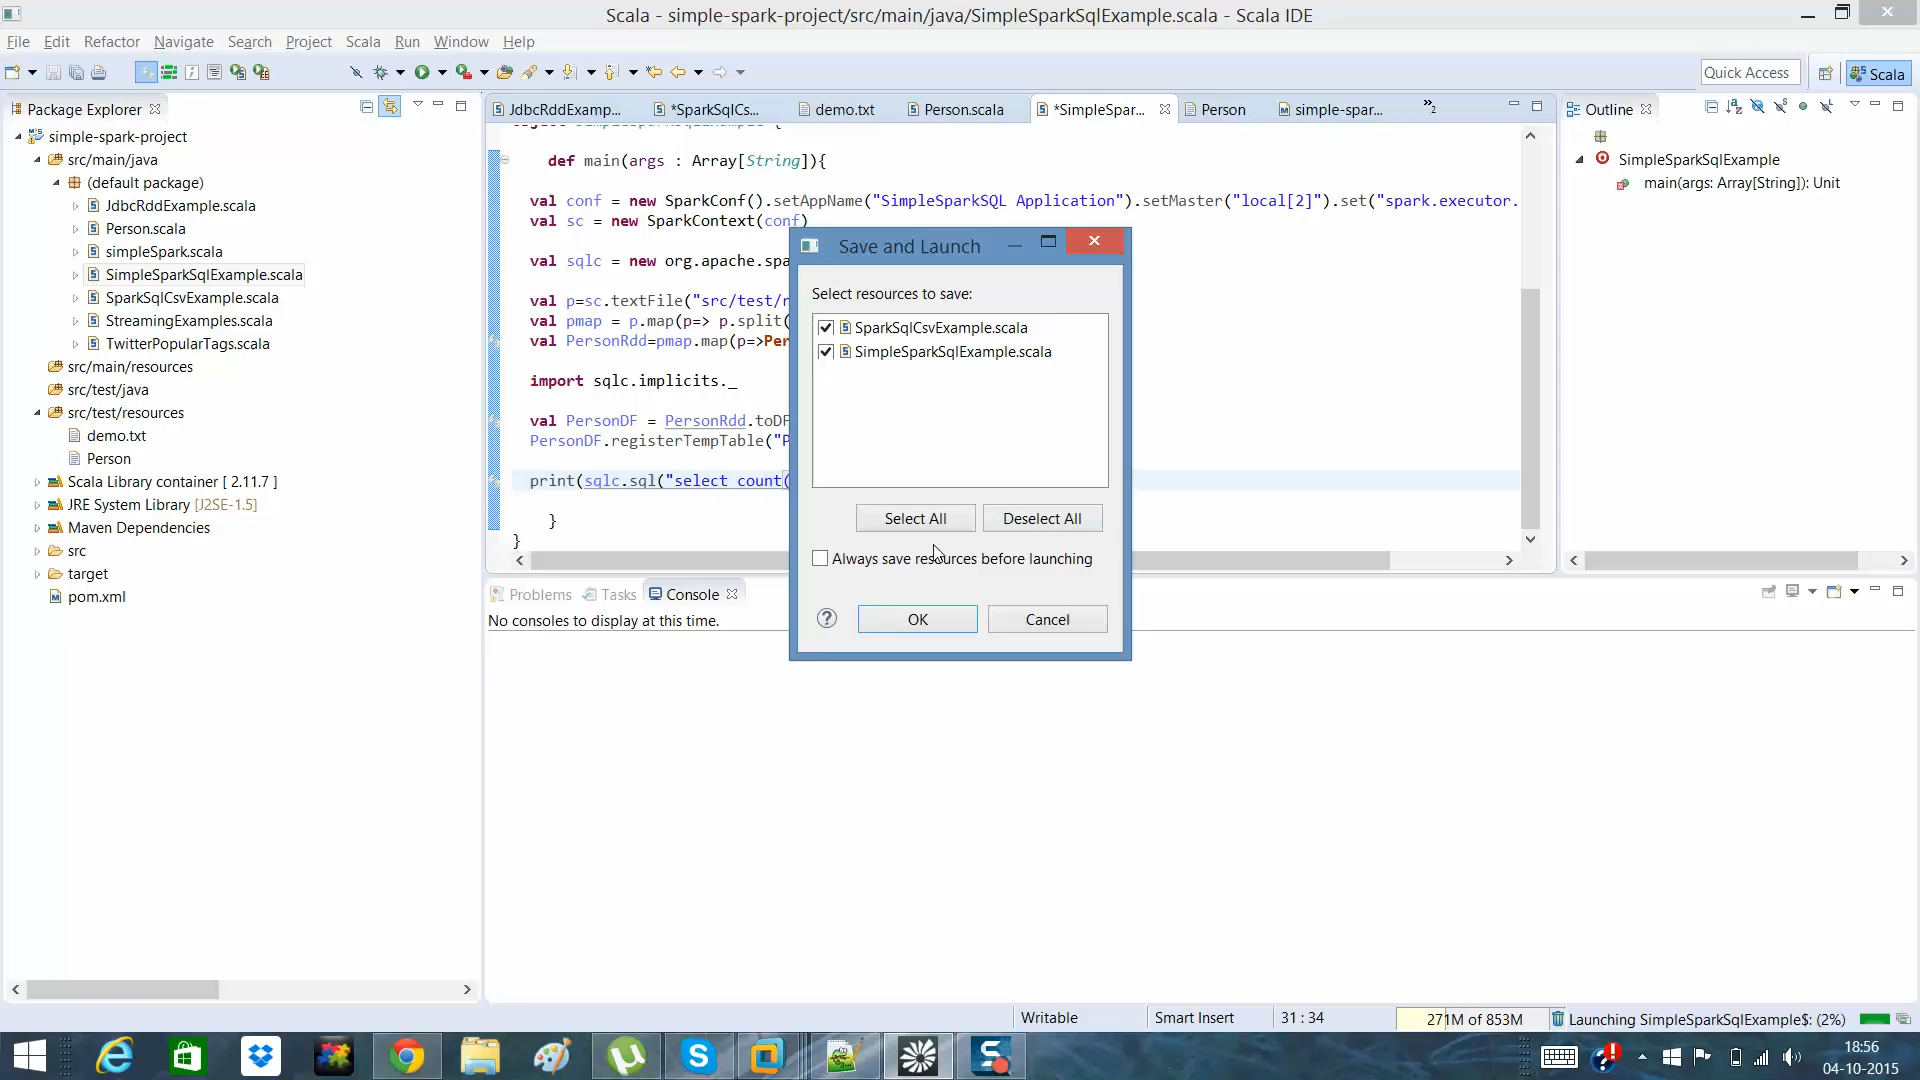 Scala - simple-spark-project/src/main/java/SimpleSparkSqlExample.scala - Scala IDE
File Edit Refactor Navigate Search Project Scala Run Window Help
Quick Access
Scala
Package Explorer
simple-spark-project
src/main/java
(default package)
JdbcRddExample.scala
Person.scala
simpleSpark.scala
SimpleSparkSqlExample.scala
SparkSqlCsvExample.scala
StreamingExamples.scala
TwitterPopularTags.scala
src/main/resources
src/test/java
src/test/resources
demo.txt
Person
Scala Library container [ 2.11.7 ]
JRE System Library [J2SE-1.5]
Maven Dependencies
src
target
pom.xml
JdbcRddExamp... *SparkSqlCs... demo.txt Person.scala *SimpleSpar... Person simple-spar... »2
def main(args : Array[String]){
val conf = new SparkConf().setAppName("SimpleSparkSQL Application").setMaster("local[2]").set("spark.executor.
val sc = new SparkContext(conf)
val sqlc = new org.apache.spa
val p=sc.textFile("src/test/r
val pmap = p.map(p=> p.split(
val PersonRdd=pmap.map(p=>Per
import sqlc.implicits._
val PersonDF = PersonRdd.toDF
PersonDF.registerTempTable("P
print(sqlc.sql("select count(
}
}
Save and Launch
Select resources to save:
SparkSqlCsvExample.scala
SimpleSparkSqlExample.scala
Select All Deselect All
Always save resources before launching
OK Cancel
Outline
SimpleSparkSqlExample
main(args: Array[String]): Unit
Problems Tasks Console
No consoles to display at this time.
Writable Smart Insert 31 : 34 271M of 853M Launching SimpleSparkSqlExample$: (2%)
18:56
04-10-2015